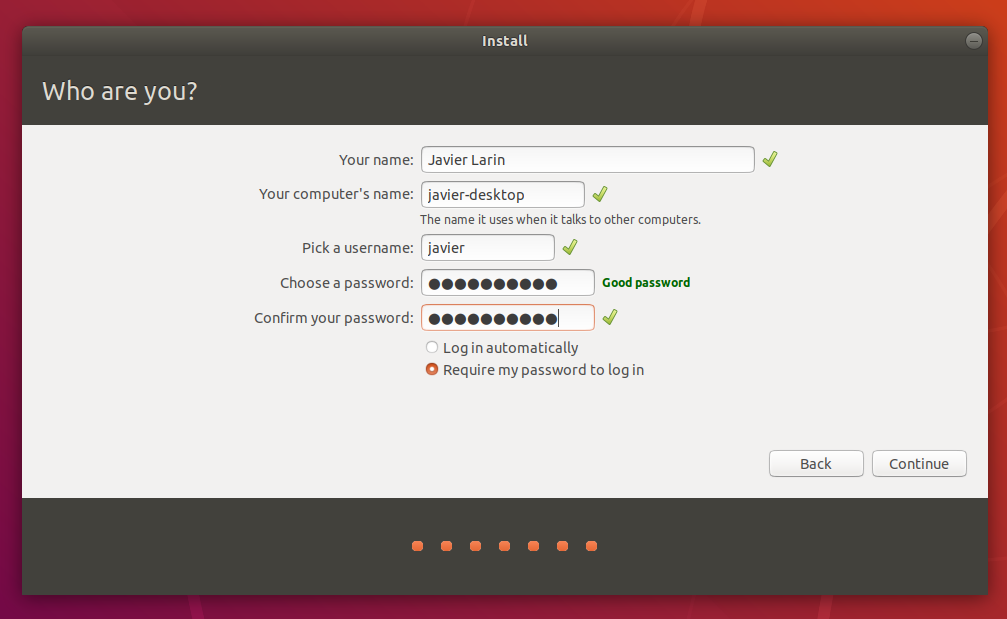 Install
Who are you?
Your name: Javier Larin
Your computer's name: javier-desktop
The name it uses when it talks to other computers.
Pick a username: javier
Choose a password: ●●●●●●●●●● Good password
Confirm your password: ●●●●●●●●●●
Log in automatically
Require my password to log in
Back Continue